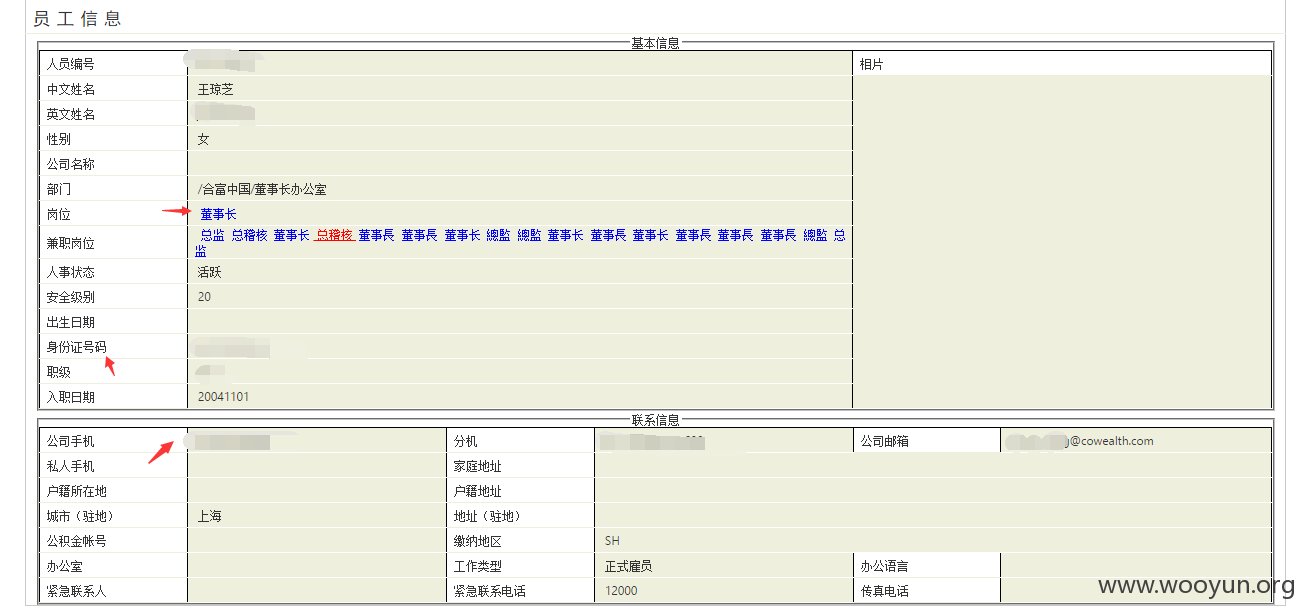 员工信息
基本信息
人员编号 相片
中文姓名 王琼芝
英文姓名
性别 女
公司名称
部门 /合富中国/董事长办公室
岗位 董事长
兼职岗位 总监 总稽核 董事长 总稽核 董事長 董事長 董事长 總監 總監 董事长 董事長 董事长 董事長 董事長 董事長 總監 总
监
人事状态 活跃
安全级别 20
出生日期
身份证号码
职级
入职日期 20041101
联系信息
公司手机 分机 公司邮箱 j@cowealth.com
私人手机 家庭地址
户籍所在地 户籍地址
城市（驻地） 上海 地址（驻地）
公积金帐号 缴纳地区 SH
办公室 工作类型 正式雇员 办公语言
紧急联系人 紧急联系电话 12000 传真电话
www.wooyun.org